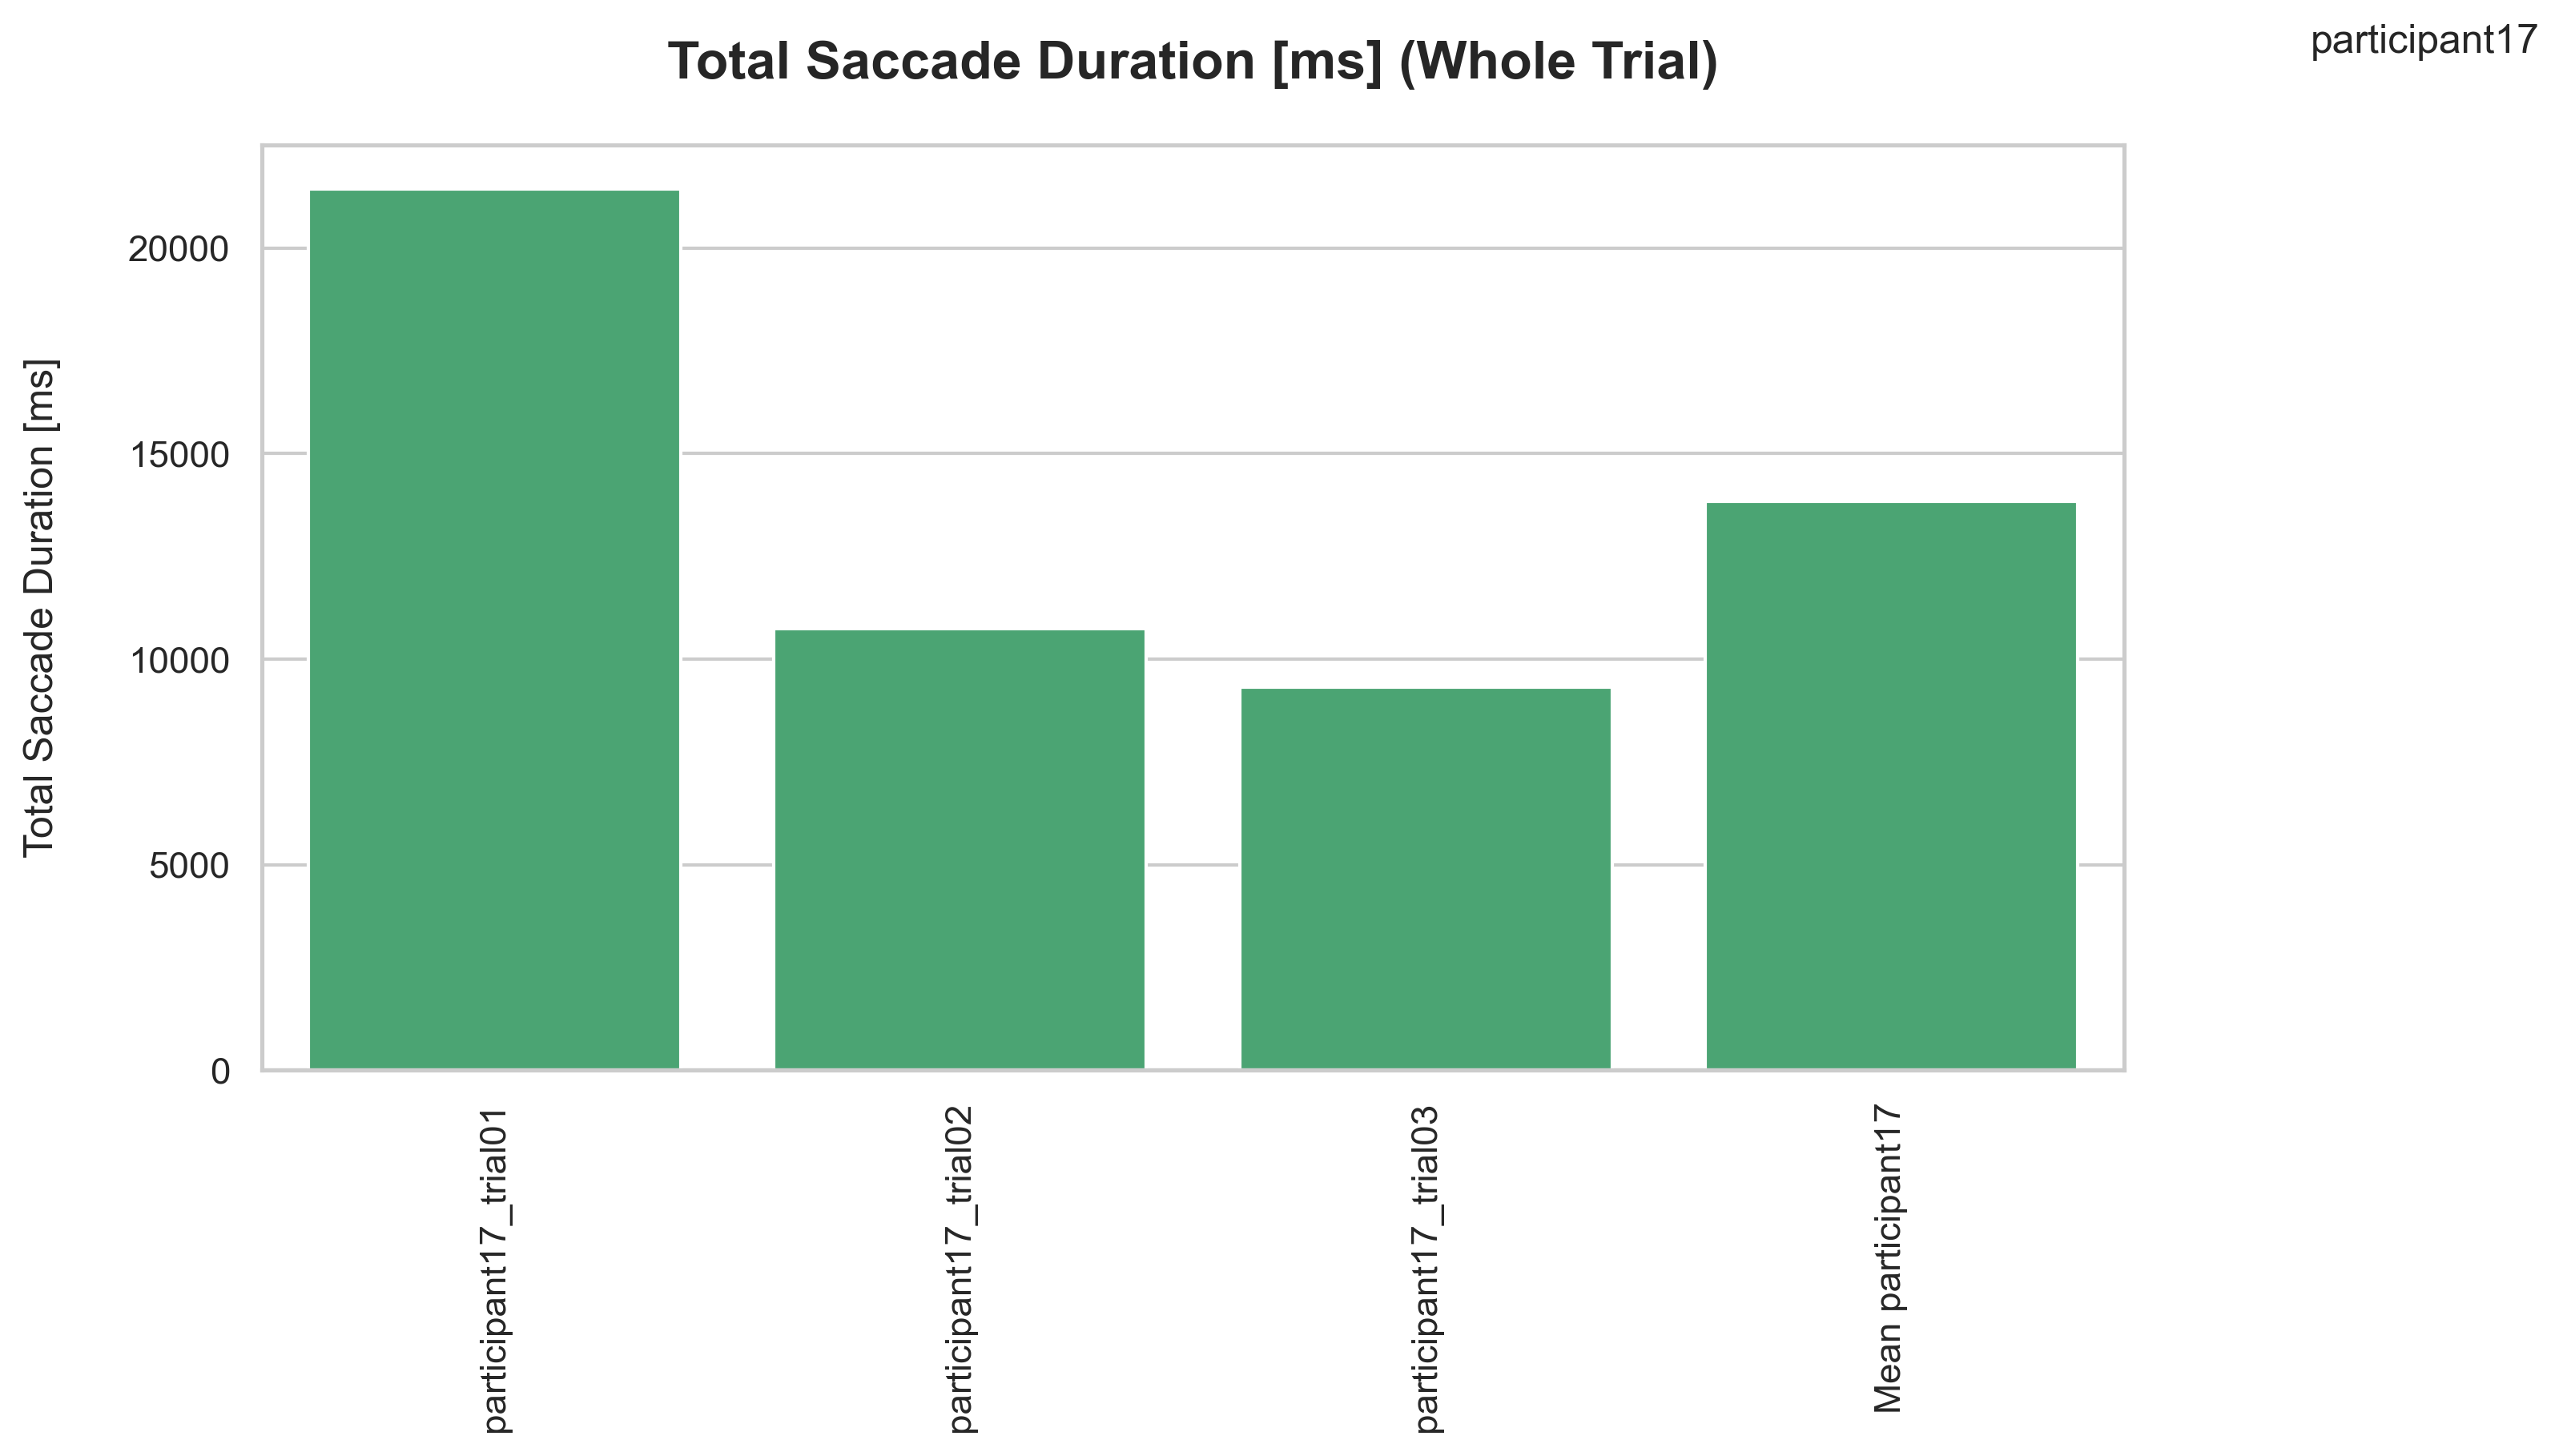 participant17
Total Saccade Duration [ms] (Whole Trial)
Total Saccade Duration [ms]
20000
15000
10000
5000
0
participant17_trial01
participant17_trial02
participant17_trial03
Mean participant17